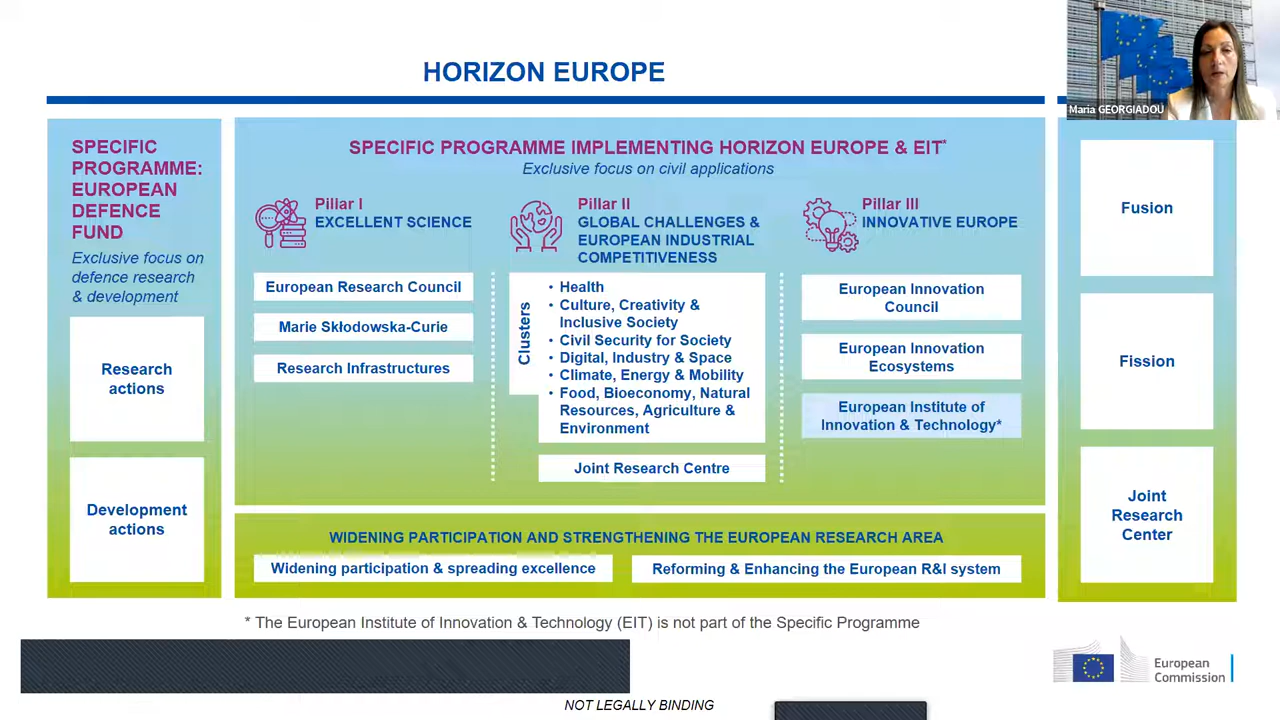 HORIZON EUROPE
Maria GEORGIADOU
SPECIFIC
PROGRAMME:
EUROPEAN
DEFENCE
FUND
Exclusive focus on
defence research
& development
Research
actions
Development
actions
SPECIFIC PROGRAMME IMPLEMENTING HORIZON EUROPE & EIT*
Exclusive focus on civil applications
Pillar I
EXCELLENT SCIENCE
European Research Council
Marie Skłodowska-Curie
Research Infrastructures
Pillar II
GLOBAL CHALLENGES &
EUROPEAN INDUSTRIAL
COMPETITIVENESS
Clusters
• Health
• Culture, Creativity &
Inclusive Society
• Civil Security for Society
• Digital, Industry & Space
• Climate, Energy & Mobility
• Food, Bioeconomy, Natural
Resources, Agriculture &
Environment
Joint Research Centre
Pillar III
INNOVATIVE EUROPE
European Innovation
Council
European Innovation
Ecosystems
European Institute of
Innovation & Technology*
WIDENING PARTICIPATION AND STRENGTHENING THE EUROPEAN RESEARCH AREA
Widening participation & spreading excellence
Reforming & Enhancing the European R&I system
Fusion
Fission
Joint
Research
Center
* The European Institute of Innovation & Technology (EIT) is not part of the Specific Programme
European
Commission
NOT LEGALLY BINDING